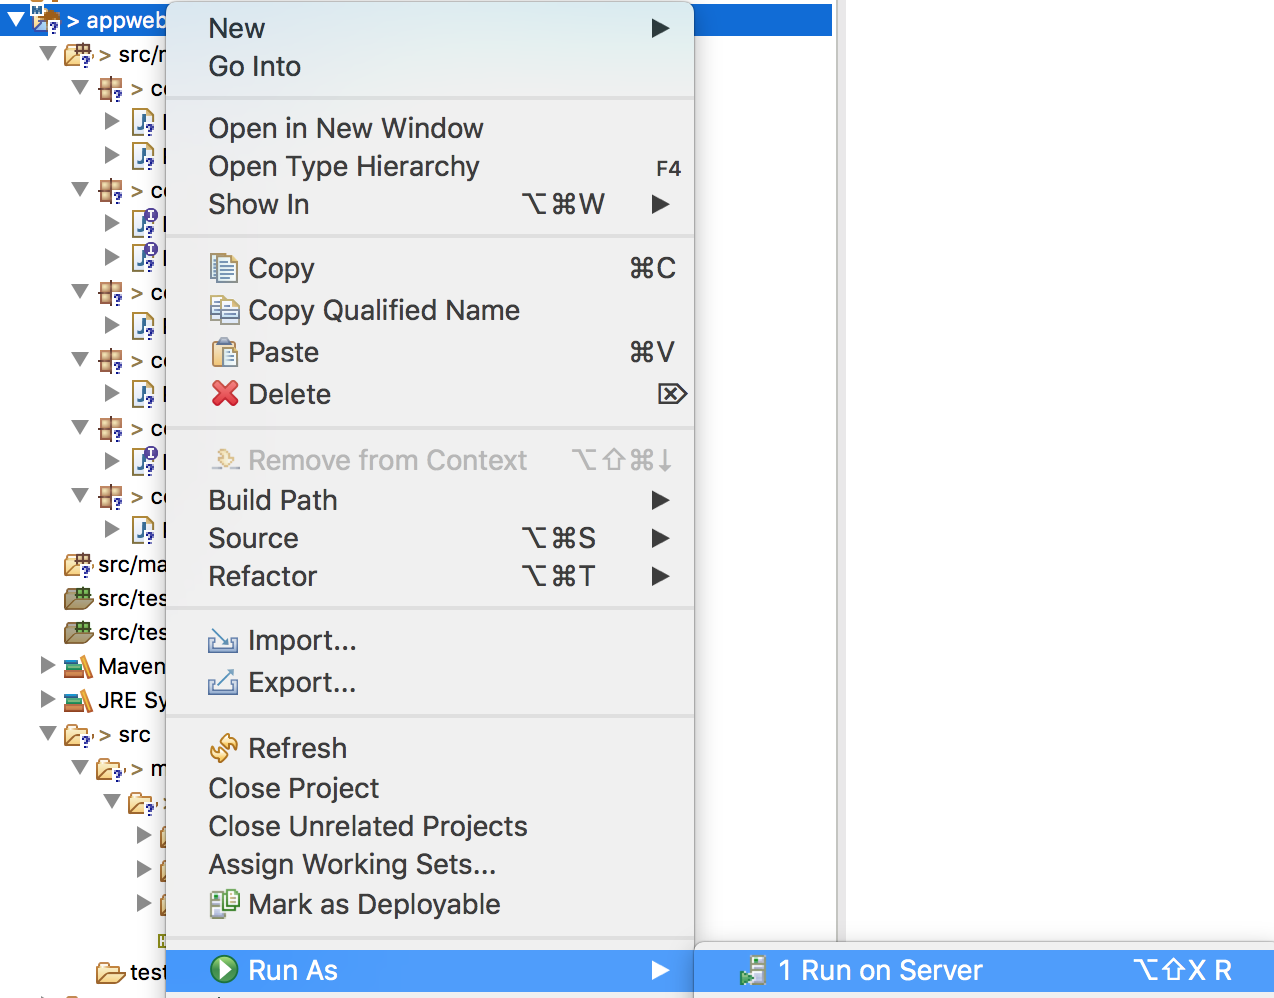 > appweb
New
Go Into
Open in New Window
Open Type Hierarchy F4
Show In ⌥⌘W
Copy ⌘C
Copy Qualified Name
Paste ⌘V
Delete ⌦
Remove from Context ⌥⇧⌘↓
Build Path
Source ⌥⌘S
Refactor ⌥⌘T
src/ma
src/tes
src/tes
Import...
Maven
Export...
JRE Sy
> src
Refresh
Close Project
Close Unrelated Projects
Assign Working Sets...
Mark as Deployable
test
Run As
1 Run on Server ⌥⇧X R